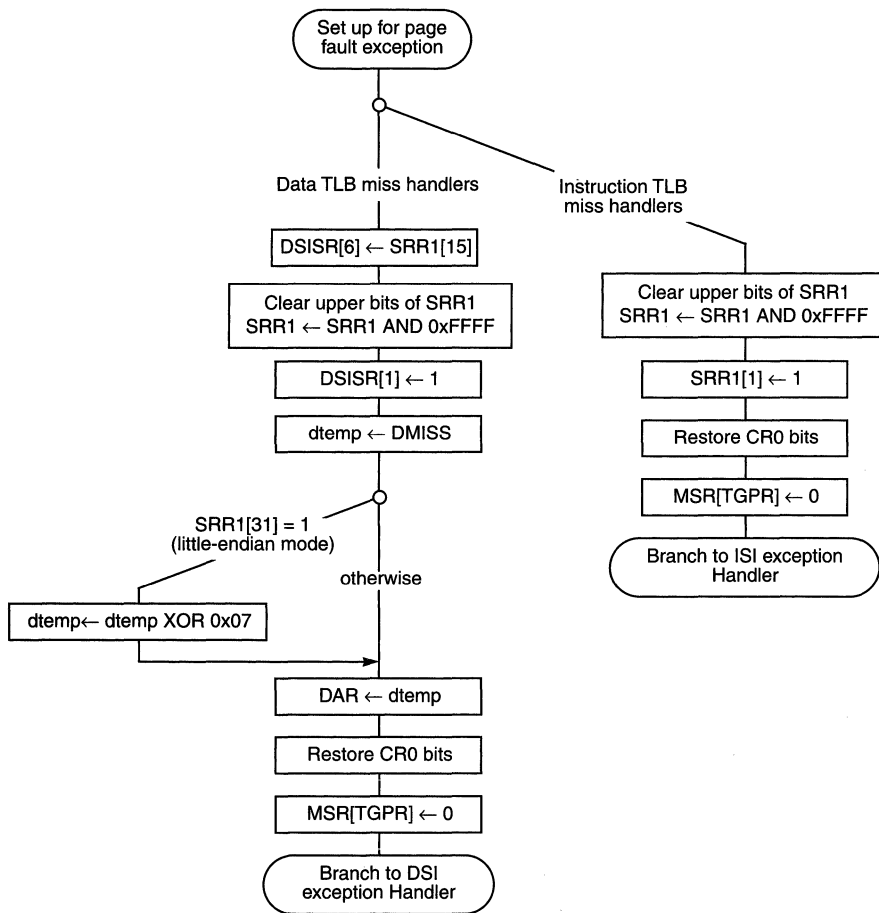 Set up for page
fault exception
Data TLB miss handlers
Instruction TLB
miss handlers
DSISR[6] ← SRR1[15]
Clear upper bits of SRR1
SRR1 ← SRR1 AND 0xFFFF
Clear upper bits of SRR1
SRR1 ← SRR1 AND 0xFFFF
DSISR[1] ← 1
SRR1[1] ← 1
dtemp ← DMISS
Restore CR0 bits
MSR[TGPR] ← 0
SRR1[31] = 1
(little-endian mode)
Branch to ISI exception
Handler
otherwise
dtemp← dtemp XOR 0x07
DAR ← dtemp
Restore CR0 bits
MSR[TGPR] ← 0
Branch to DSI
exception Handler